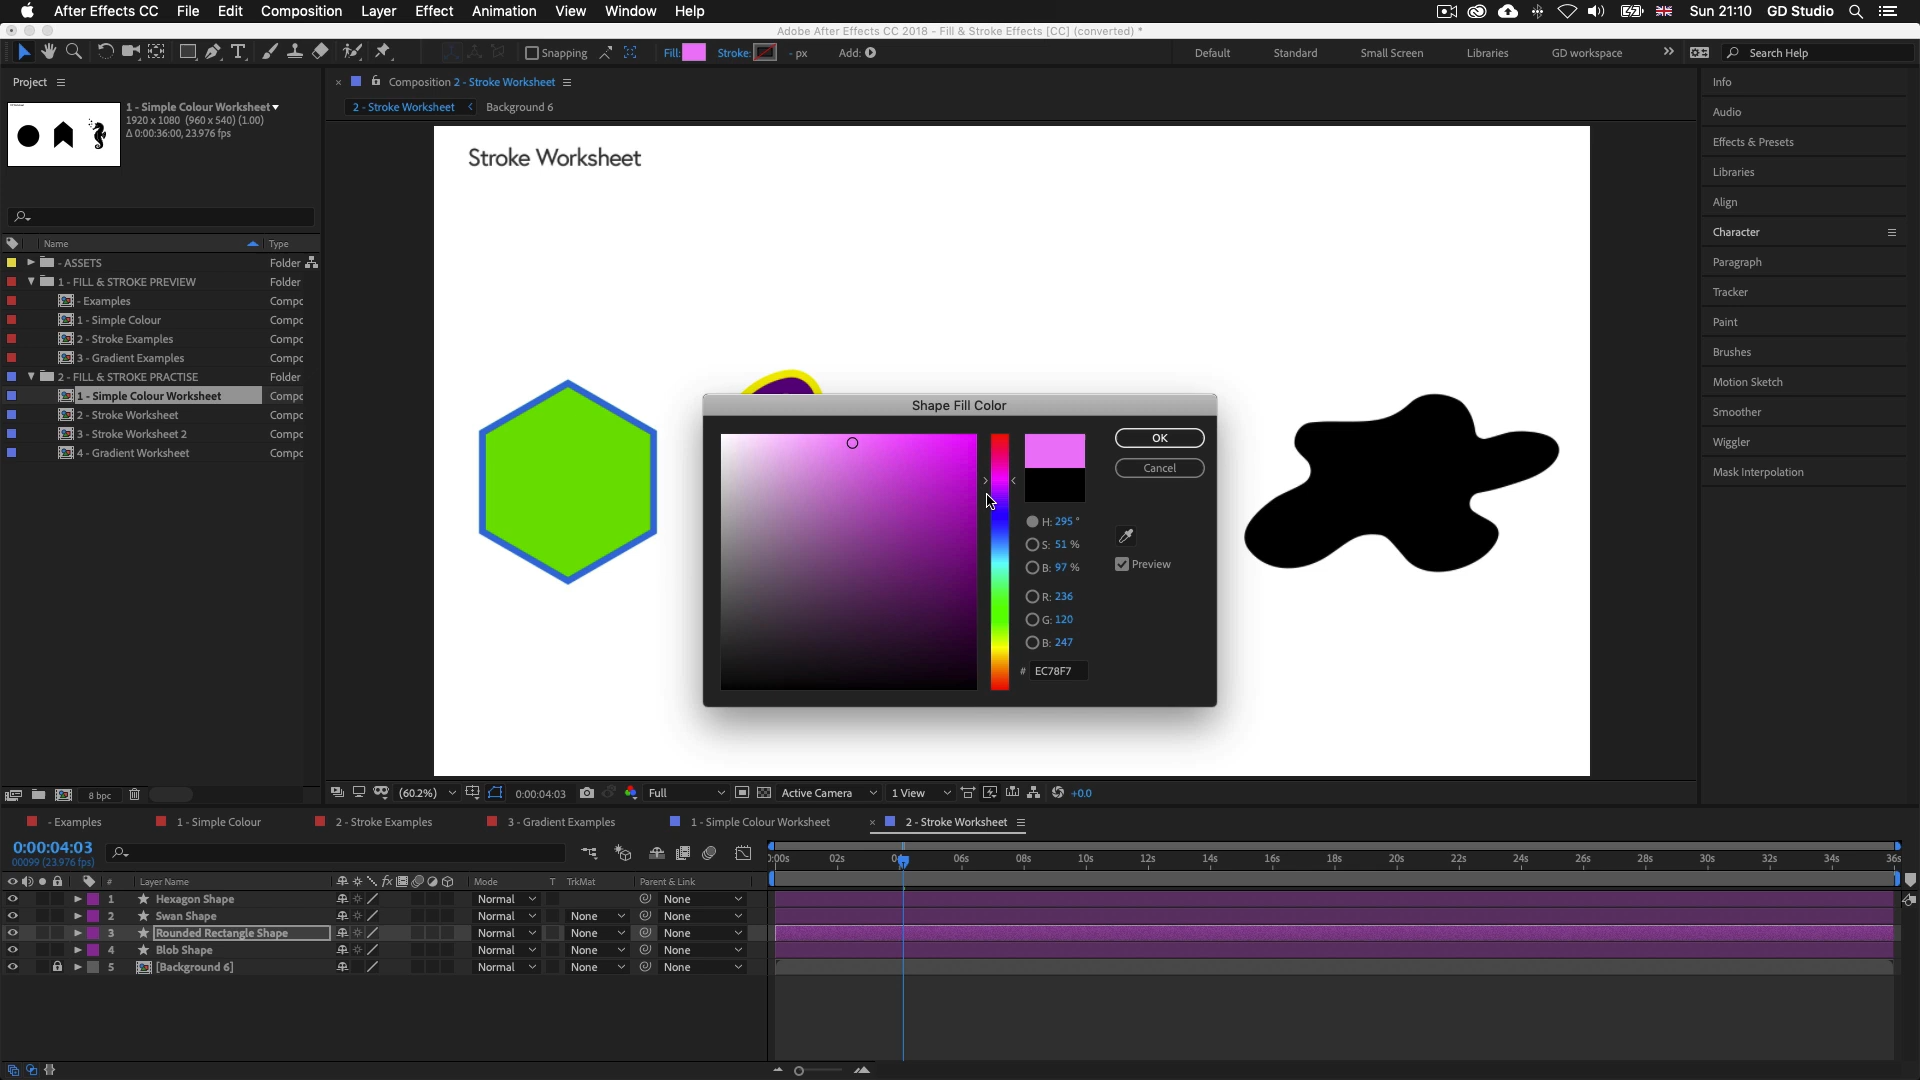 After Effects CC File Edit Composition Layer Effect Animation View Window Help Sun 21:10 GD Studio
Adobe After Effects CC 2018 - Fill & Stroke Effects [CC] (converted) *
Snapping Fill: Stroke: - px Add: Default Standard Small Screen Libraries GD workspace Search Help
Project
1 - Simple Colour Worksheet
1920 x 1080 (960 x 540) (1.00)
Δ 0:00:36:00, 23.976 fps
Name Type
- ASSETS Folder
1 - FILL & STROKE PREVIEW Folder
- Examples Compo
1 - Simple Colour Compo
2 - Stroke Examples Compo
3 - Gradient Examples Compo
2 - FILL & STROKE PRACTISE Folder
1 - Simple Colour Worksheet Compo
2 - Stroke Worksheet Compo
3 - Stroke Worksheet 2 Compo
4 - Gradient Worksheet Compo
8 bpc
Composition 2 - Stroke Worksheet
2 - Stroke Worksheet Background 6
Stroke Worksheet
Shape Fill Color
OK
Cancel
H: 295 °
S: 51 %
B: 97 %
Preview
R: 236
G: 120
B: 247
# EC78F7
(60.2%) 0:00:04:03 Full Active Camera 1 View +0.0
Info
Audio
Effects & Presets
Libraries
Align
Character
Paragraph
Tracker
Paint
Brushes
Motion Sketch
Smoother
Wiggler
Mask Interpolation
- Examples 1 - Simple Colour 2 - Stroke Examples 3 - Gradient Examples 1 - Simple Colour Worksheet 2 - Stroke Worksheet
0:00:04:03
00099 (23.976 fps)
02s 06s 08s 10s 12s 14s 16s 18s 20s 22s 24s 26s 28s 30s 32s 34s 36s
# Layer Name Mode T TrkMat Parent & Link
1 Hexagon Shape Normal None
2 Swan Shape Normal None None
3 Rounded Rectangle Shape Normal None None
4 Blob Shape Normal None None
5 [Background 6] Normal None None